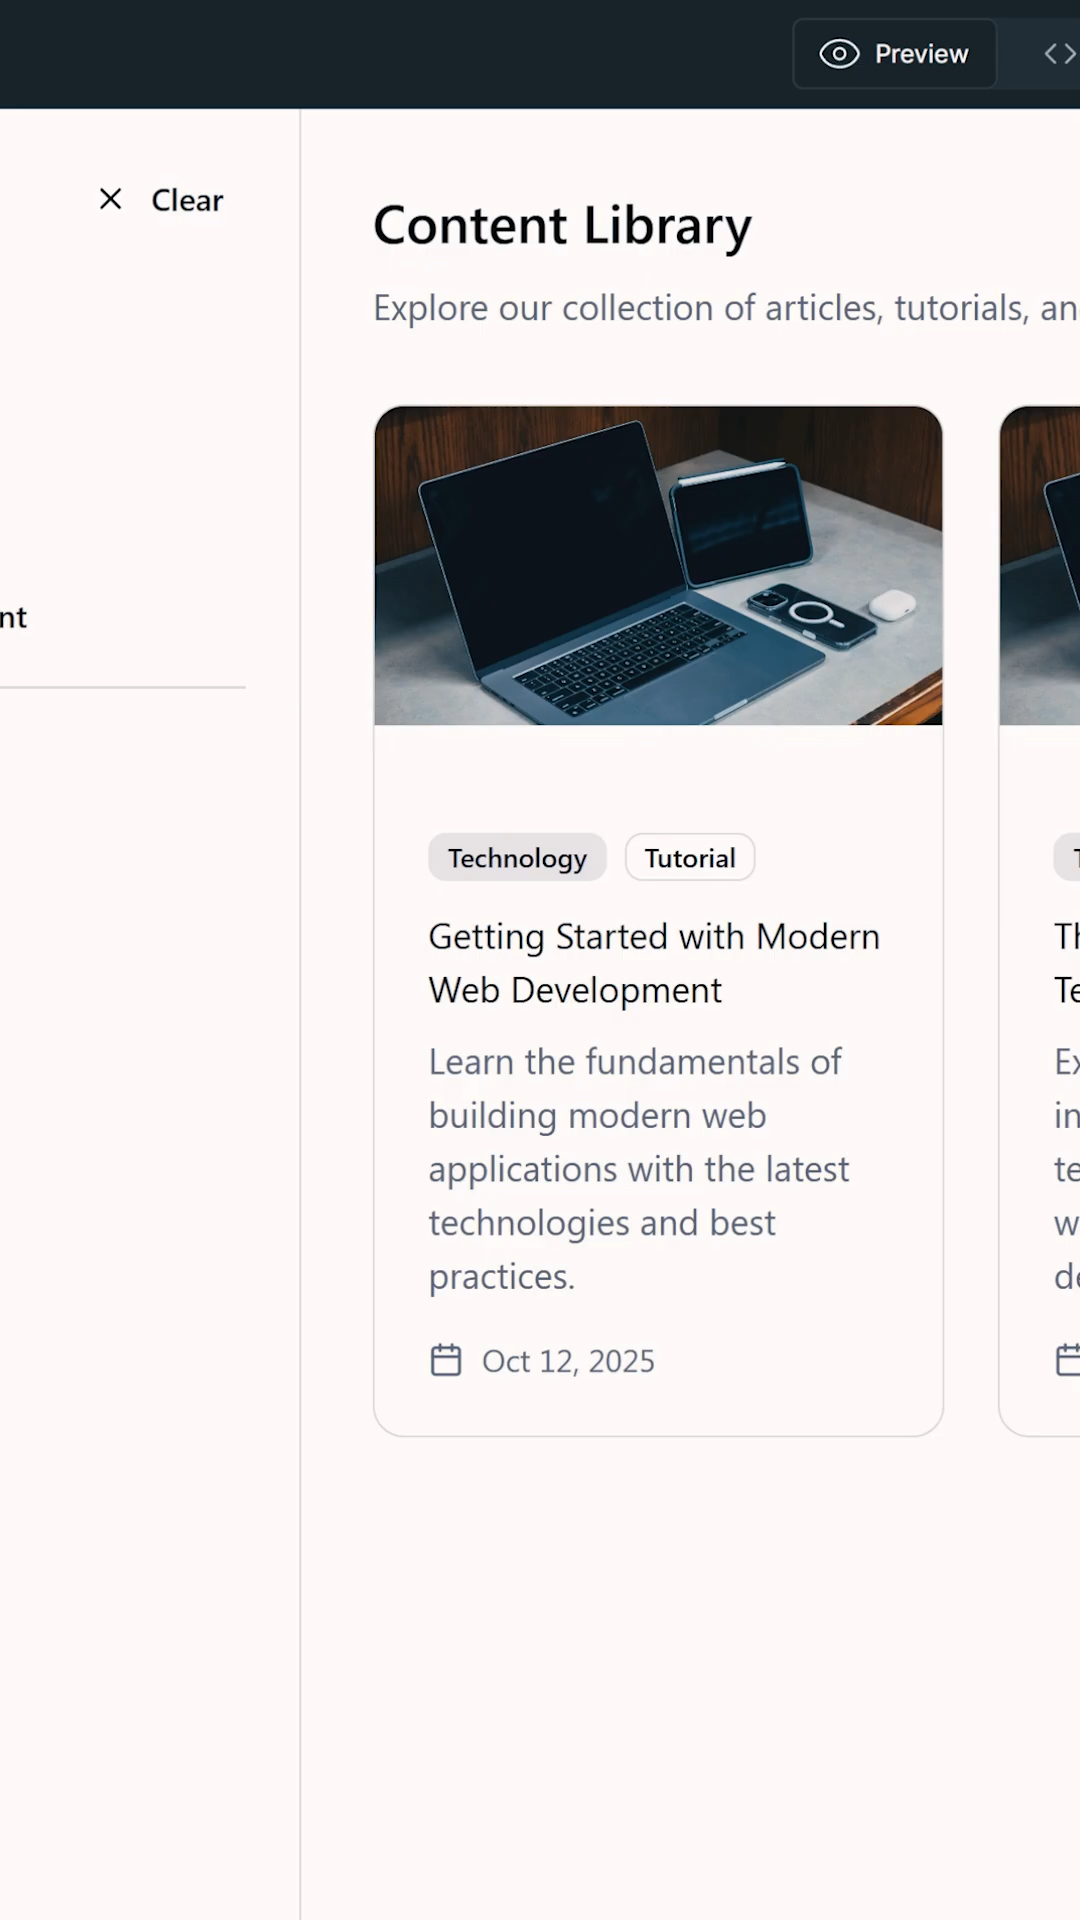 Preview
Clear
Content Library
Explore our collection of articles, tutorials,
nt
Technology
Tutorial
Getting Started with Modern
Web Development
Learn the fundamentals of
building modern web
applications with the latest
technologies and best
practices.
Oct 12, 2025